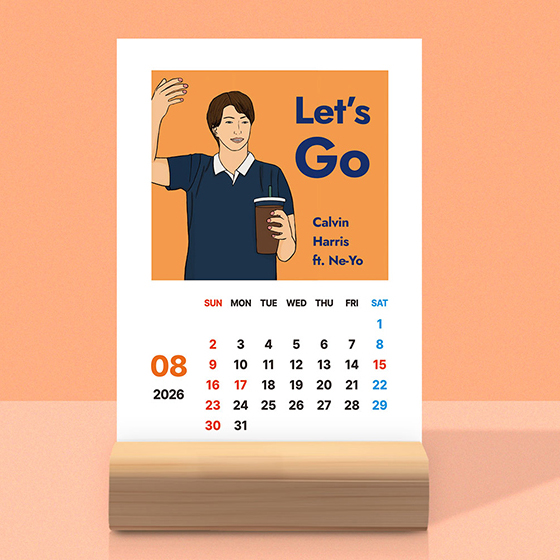 Let's
Go
Calvin
Harris
ft. Ne-Yo
SUN MON TUE WED THU FRI SAT
1
2 3 4 5 6 7 8
9 10 11 12 13 14 15
16 17 18 19 20 21 22
23 24 25 26 27 28 29
30 31
08
2026